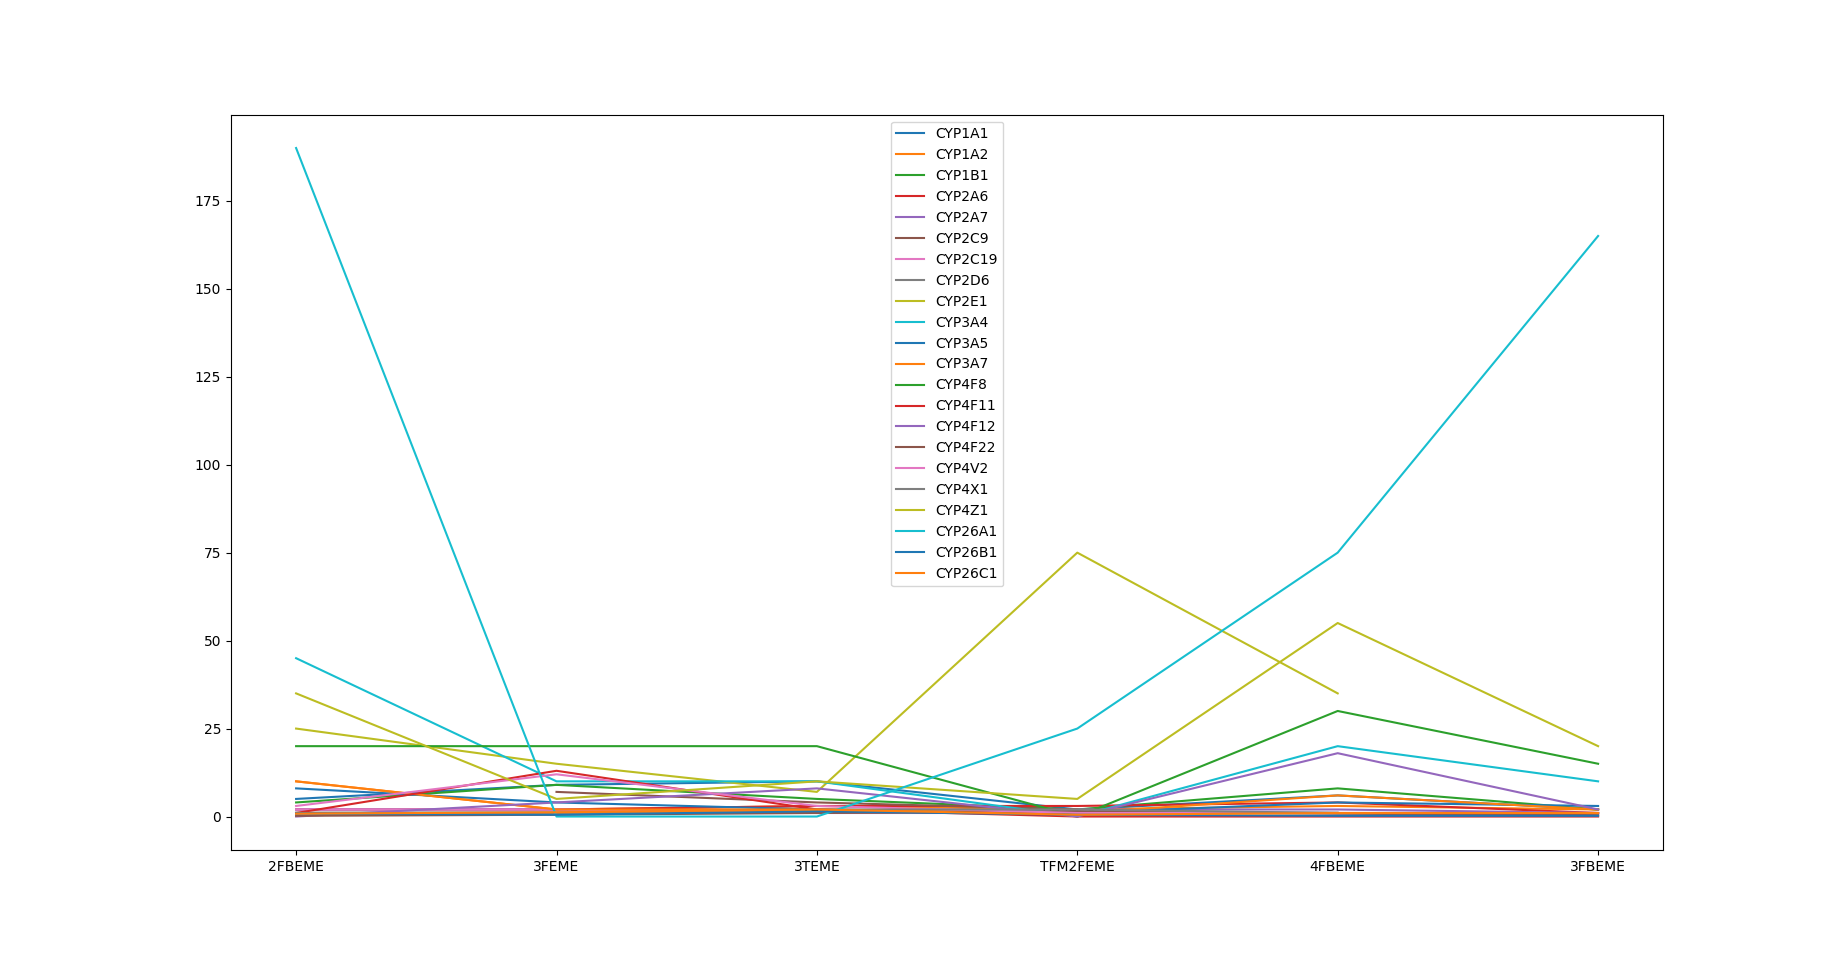 CYP1A1
CYP1A2
CYP1B1
CYP2A6
CYP2A7
CYP2C9
CYP2C19
CYP2D6
CYP2E1
CYP3A4
CYP3A5
CYP3A7
CYP4F8
CYP4F11
CYP4F12
CYP4F22
CYP4V2
CYP4X1
CYP4Z1
CYP26A1
CYP26B1
CYP26C1
175
150
125
100
75
50
25
0
2FBEME 3FEME 3TEME TFM2FEME 4FBEME 3FBEME